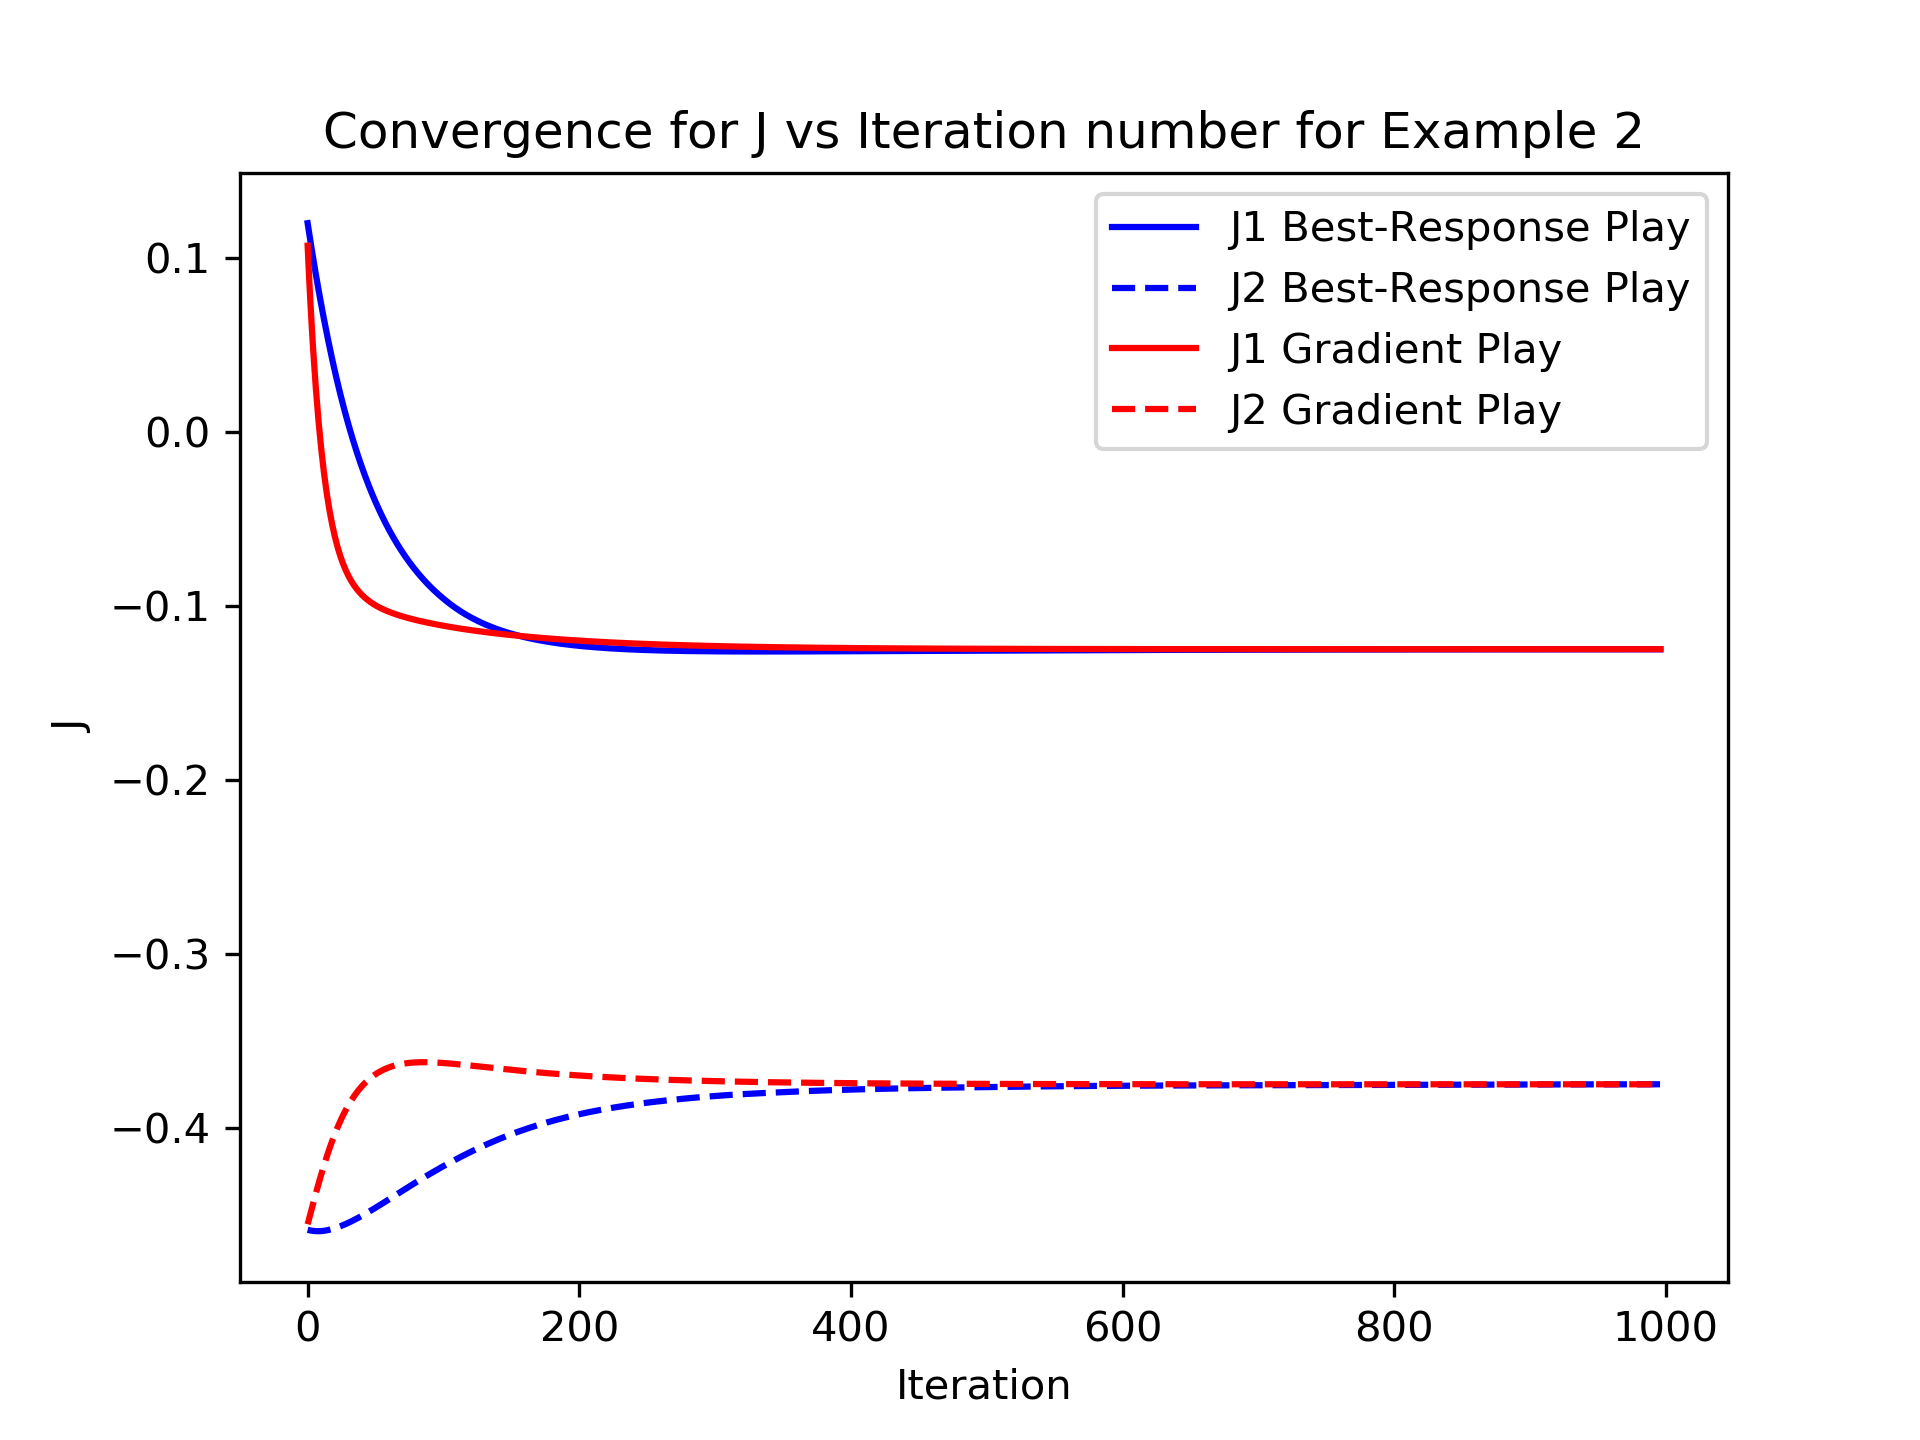 Convergence for J vs Iteration number for Example 2
J1 Best-Response Play
J2 Best-Response Play
J1 Gradient Play
J2 Gradient Play
0.1
0.0
−0.1
−0.2
−0.3
−0.4
J
0 200 400 600 800 1000
Iteration